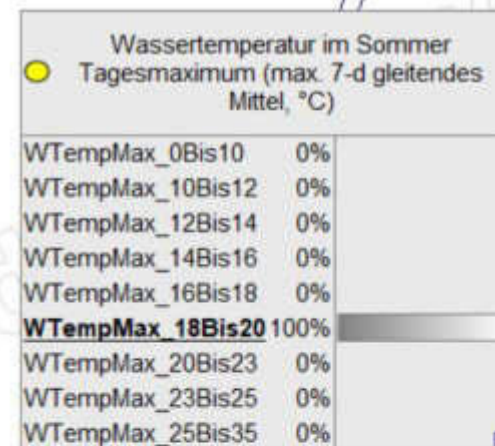 Wassertemperatur im Sommer
Tagesmaximum (max. 7-d gleitendes
Mittel, °C)
WTempMax_0Bis10 0%
WTempMax_10Bis12 0%
WTempMax_12Bis14 0%
WTempMax_14Bis16 0%
WTempMax_16Bis18 0%
WTempMax_18Bis20 100%
WTempMax_20Bis23 0%
WTempMax_23Bis25 0%
WTempMax_25Bis35 0%